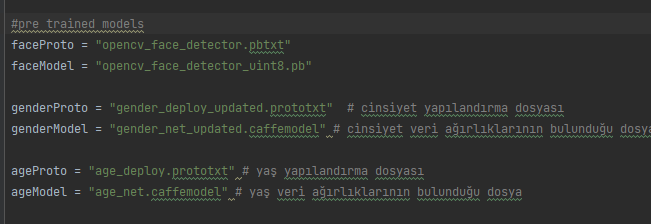 #pre trained models
faceProto = "opencv_face_detector.pbtxt"
faceModel = "opencv_face_detector_uint8.pb"
genderProto = "gender_deploy_updated.prototxt"  # cinsiyet yapılandırma dosyası
genderModel = "gender_net_updated.caffemodel" # cinsiyet veri ağırlıklarının bulunduğu dosya
ageProto = "age_deploy.prototxt" # yaş yapılandırma dosyası
ageModel = "age_net.caffemodel" # yaş veri ağırlıklarının bulunduğu dosya